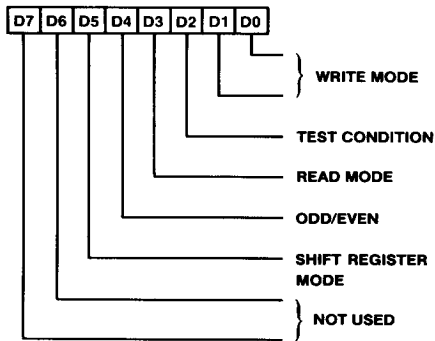 D7 D6 D5 D4 D3 D2 D1 D0
WRITE MODE
TEST CONDITION
READ MODE
ODD/EVEN
SHIFT REGISTER
MODE
NOT USED